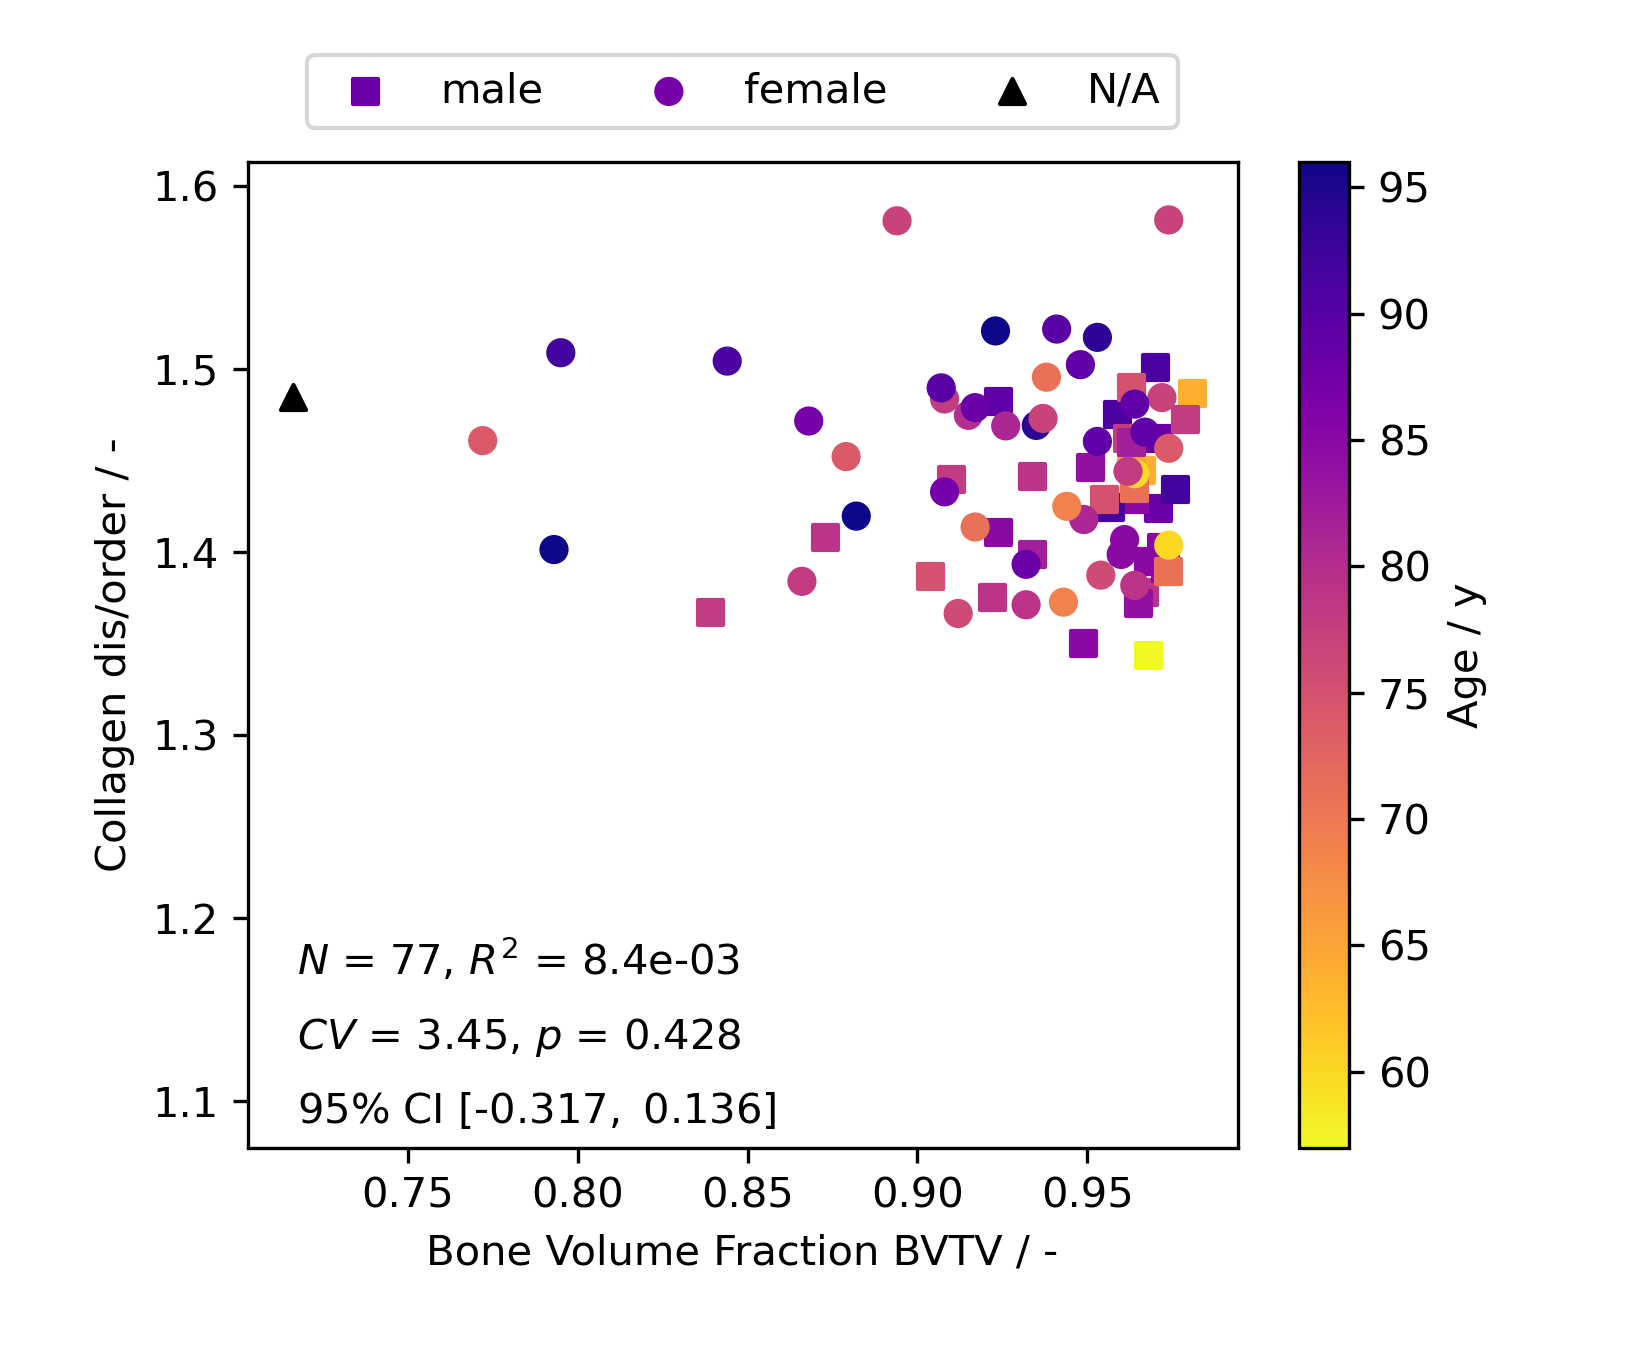 male female N/A
1.6
1.5
1.4
1.3
1.2
1.1
Collagen dis/order / -
N = 77, R² = 8.4e-03
CV = 3.45, p = 0.428
95% CI [-0.317, 0.136]
0.75 0.80 0.85 0.90 0.95
Bone Volume Fraction BVTV / -
95
90
85
80
75
70
65
60
Age / y